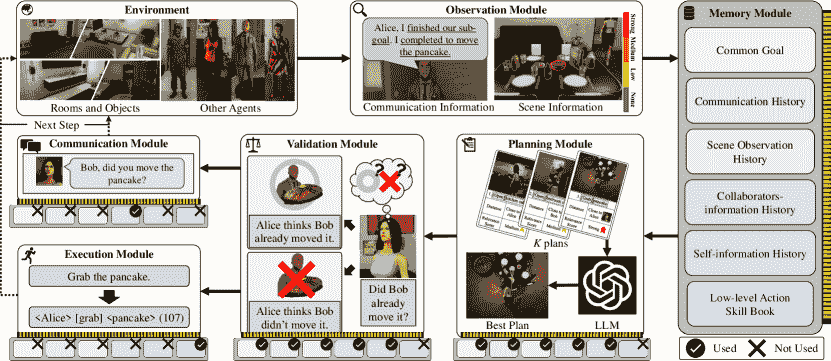 Environment
Rooms and Objects
Other Agents
Observation Module
Alice, I finished our sub-
goal. I completed to move
the pancake.
Communication Information
Scene Information
Strong
Medium
Low
None
Memory Module
Common Goal
Communication History
Scene Observation
History
Collaborators-
information History
Self-information History
Low-level Action
Skill Book
Next Step
Communication Module
Bob, did you move the
pancake?
Execution Module
Grab the pancake.
<Alice> [grab] <pancake> (107)
Validation Module
Alice thinks Bob
already moved it.
Alice thinks Bob
didn't move it.
Did Bob
already
move it?
? ?
Planning Module
K plans
Best Plan
LLM
Used
Not Used